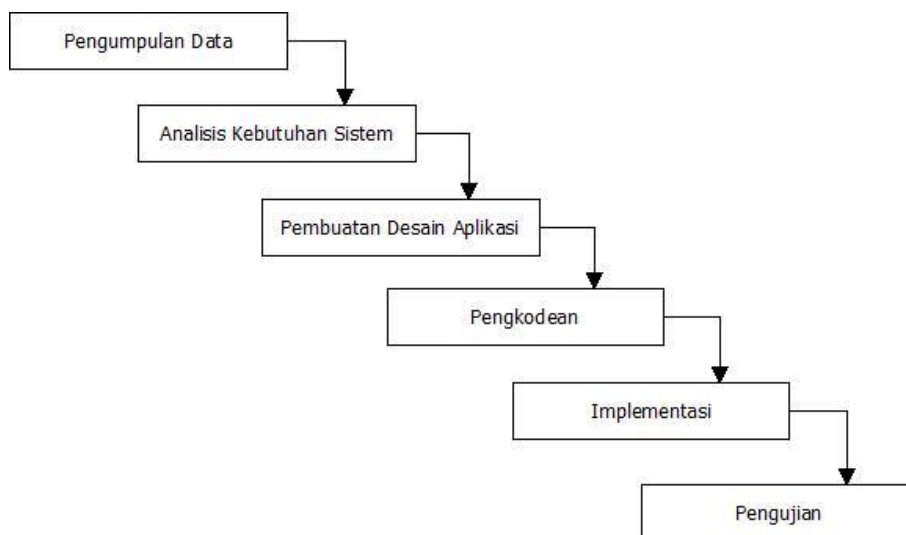 Pengumpulan Data
Analisis Kebutuhan Sistem
Pembuatan Desain Aplikasi
Pengkodean
Implementasi
Pengujian